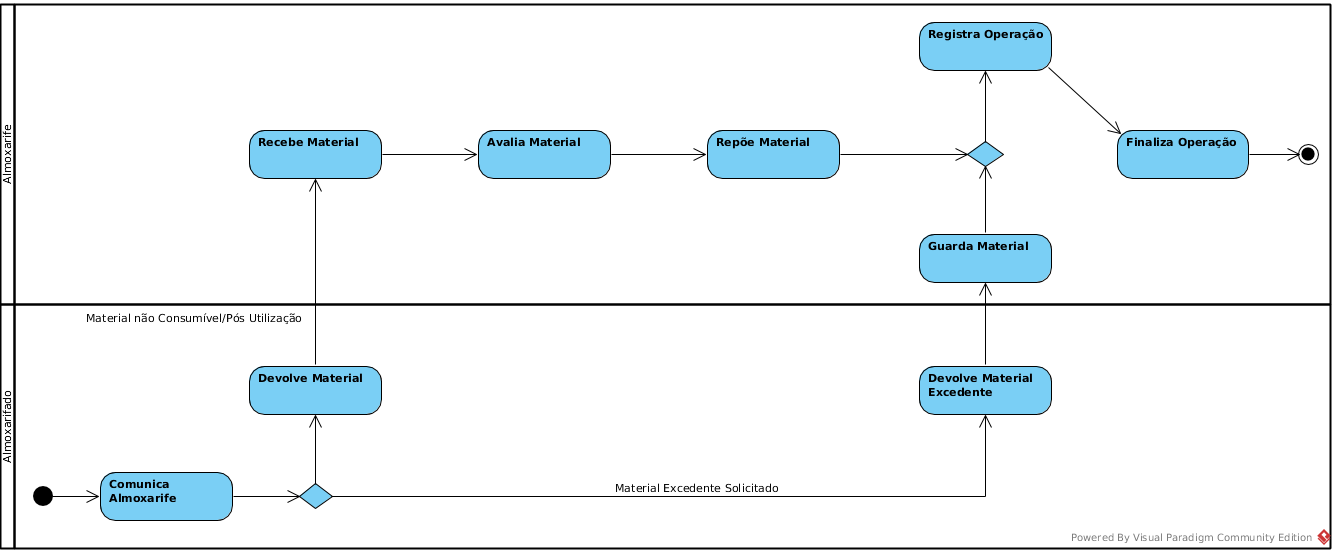 Almoxarife
Registra Operação
Recebe Material
Avalia Material
Repõe Material
Finaliza Operação
Guarda Material
Almoxarifado
Material não Consumível/Pós Utilização
Devolve Material
Devolve Material
Excedente
Comunica
Almoxarife
Material Excedente Solicitado
Powered By Visual Paradigm Community Edition